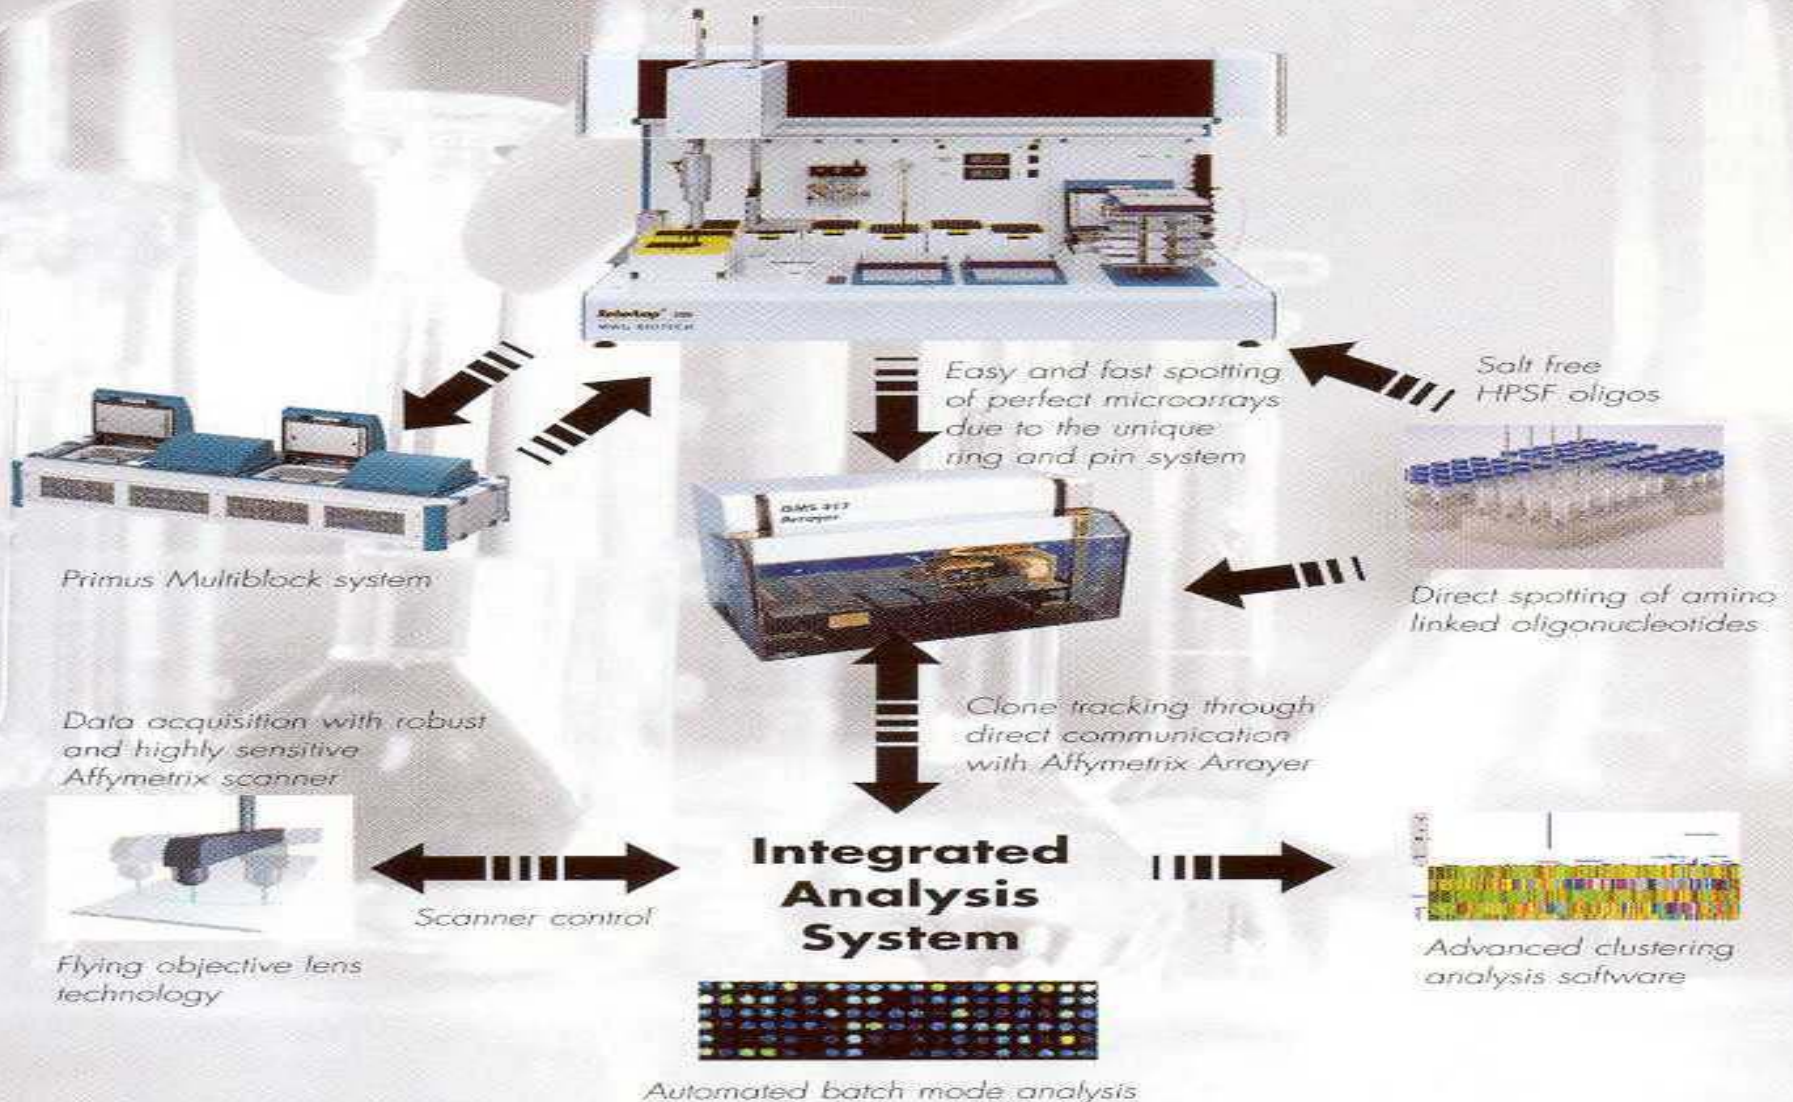 MWG BIOTECH
Easy and fast spotting
of perfect microarrays
due to the unique
ring and pin system
Salt free
HPSF oligos
Arrayer
Primus Multiblock system
Direct spotting of amino
linked oligonucleotides
Data acquisition with robust
and highly sensitive
Affymetrix scanner
Clone tracking through
direct communication
with Affymetrix Arrayer
Integrated
Analysis
System
Scanner control
Flying objective lens
technology
Advanced clustering
analysis software
Automated batch mode analysis